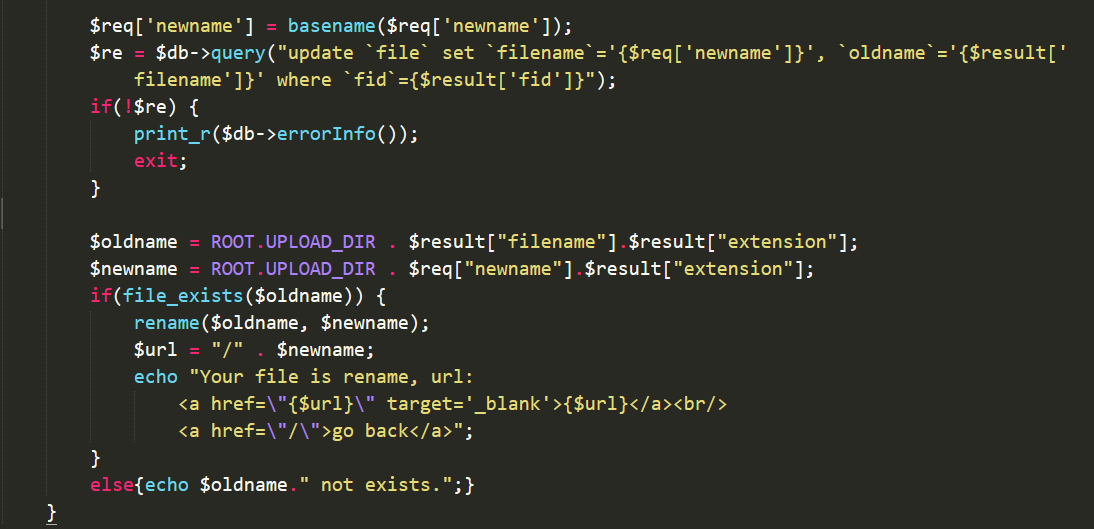 $req['newname'] = basename($req['newname']);
$re = $db->query("update `file` set `filename`='{$req['newname']}', `oldname`='{$result['
filename']}' where `fid`={$result['fid']}");
if(!$re) {
print_r($db->errorInfo());
exit;
}
$oldname = ROOT.UPLOAD_DIR . $result["filename"].$result["extension"];
$newname = ROOT.UPLOAD_DIR . $req["newname"].$result["extension"];
if(file_exists($oldname)) {
rename($oldname, $newname);
$url = "/" . $newname;
echo "Your file is rename, url:
<a href=\"{$url}\" target='_blank'>{$url}</a><br/>
<a href=\"/\">go back</a>";
}
else{echo $oldname." not exists.";}
}